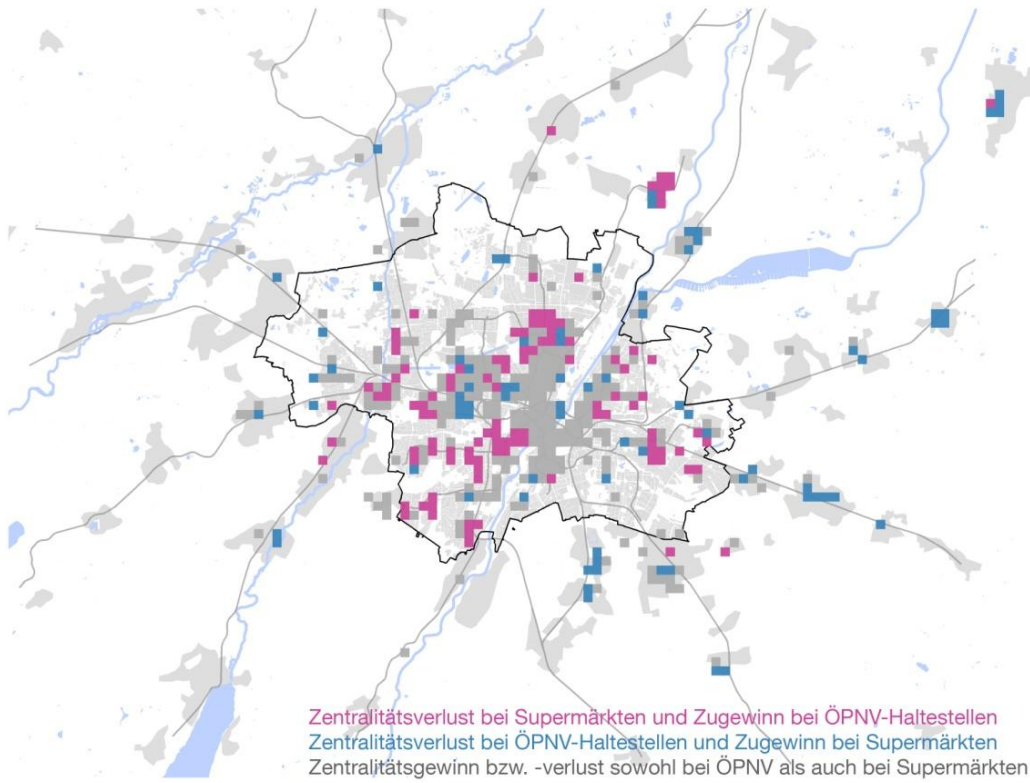 Zentralitätsverlust bei Supermärkten und Zugewinn bei ÖPNV-Haltestellen
Zentralitätsverlust bei ÖPNV-Haltestellen und Zugewinn bei Supermärkten
Zentralitätsgewinn bzw. -verlust sowohl bei ÖPNV als auch bei Supermärkten